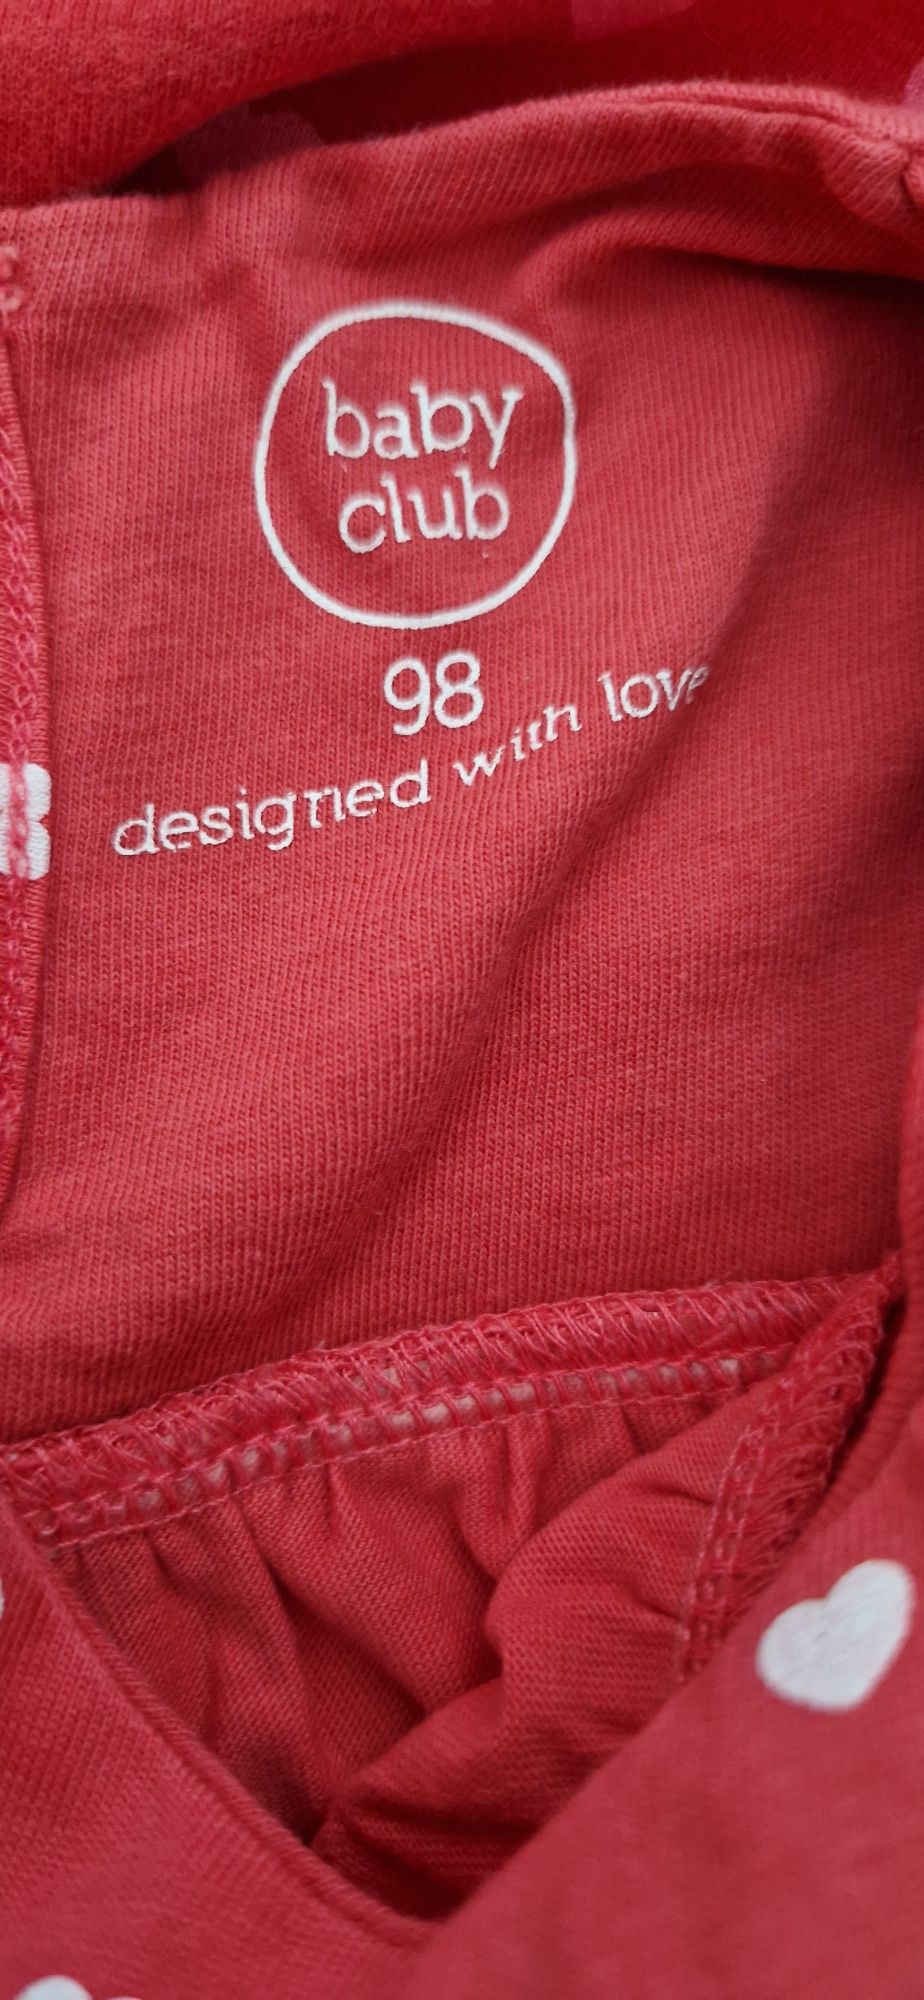 baby
club
98
designed with love